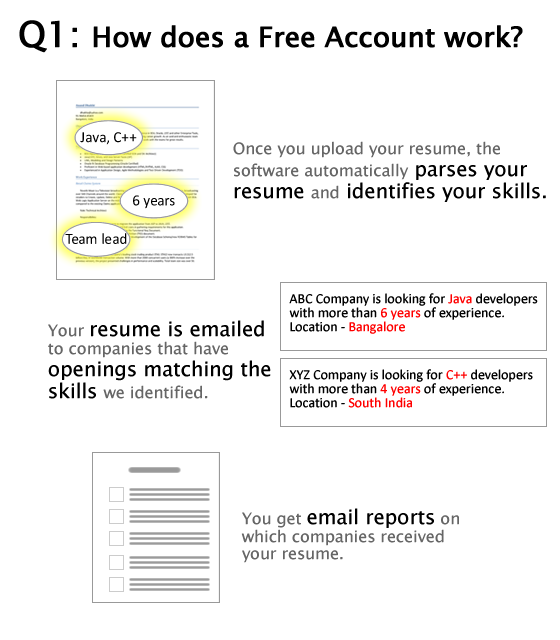 Q1: How does a Free Account work?
Java, C++
6 years
Team lead
Once you upload your resume, the
software automatically parses your
resume and identifies your skills.
Your resume is emailed
to companies that have
openings matching the
skills we identified.
ABC Company is looking for Java developers
with more than 6 years of experience.
Location - Bangalore
XYZ Company is looking for C++ developers
with more than 4 years of experience.
Location - South India
You get email reports on
which companies received
your resume.